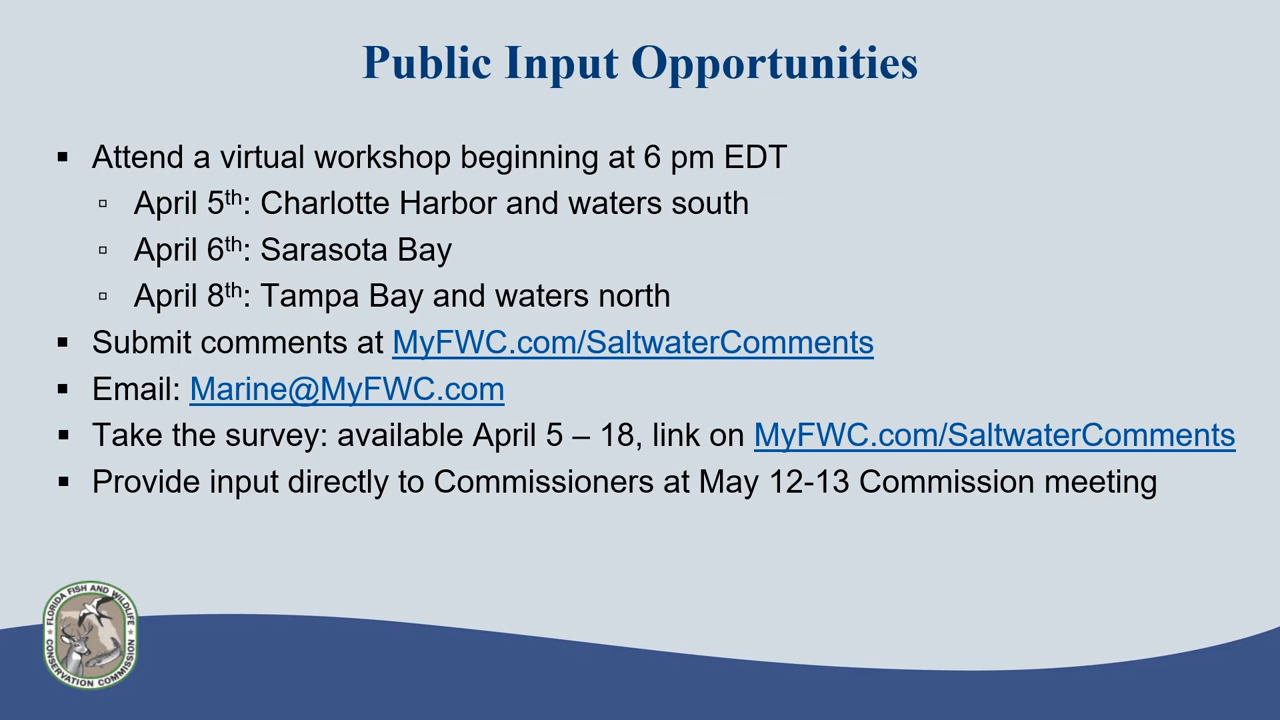 Public Input Opportunities
▪ Attend a virtual workshop beginning at 6 pm EDT
▫ April 5th: Charlotte Harbor and waters south
▫ April 6th: Sarasota Bay
▫ April 8th: Tampa Bay and waters north
▪ Submit comments at MyFWC.com/SaltwaterComments
▪ Email: Marine@MyFWC.com
▪ Take the survey: available April 5 – 18, link on MyFWC.com/SaltwaterComments
▪ Provide input directly to Commissioners at May 12-13 Commission meeting
FLORIDA FISH AND WILDLIFE
CONSERVATION COMMISSION